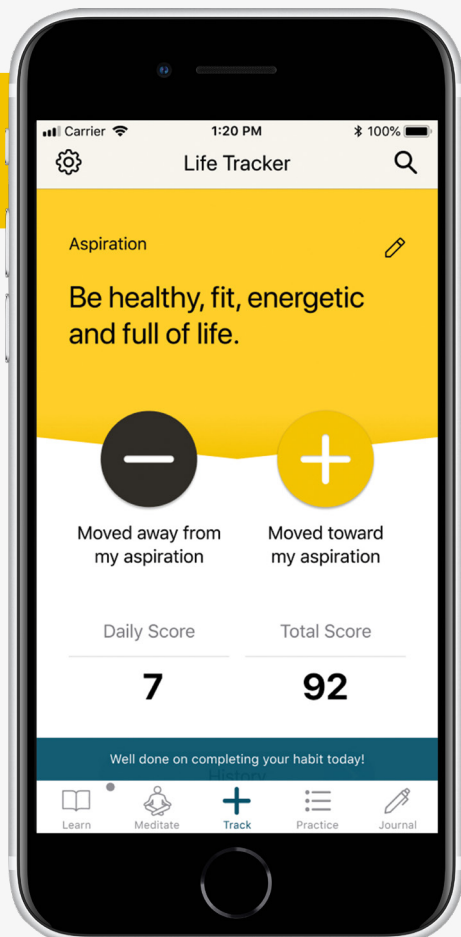 Carrier 1:20 PM 100%
Life Tracker
Aspiration
Be healthy, fit, energetic
and full of life.
Moved away from
my aspiration
Moved toward
my aspiration
Daily Score Total Score
7 92
Well done on completing your habit today!
History
Learn Meditate Track Practice Journal